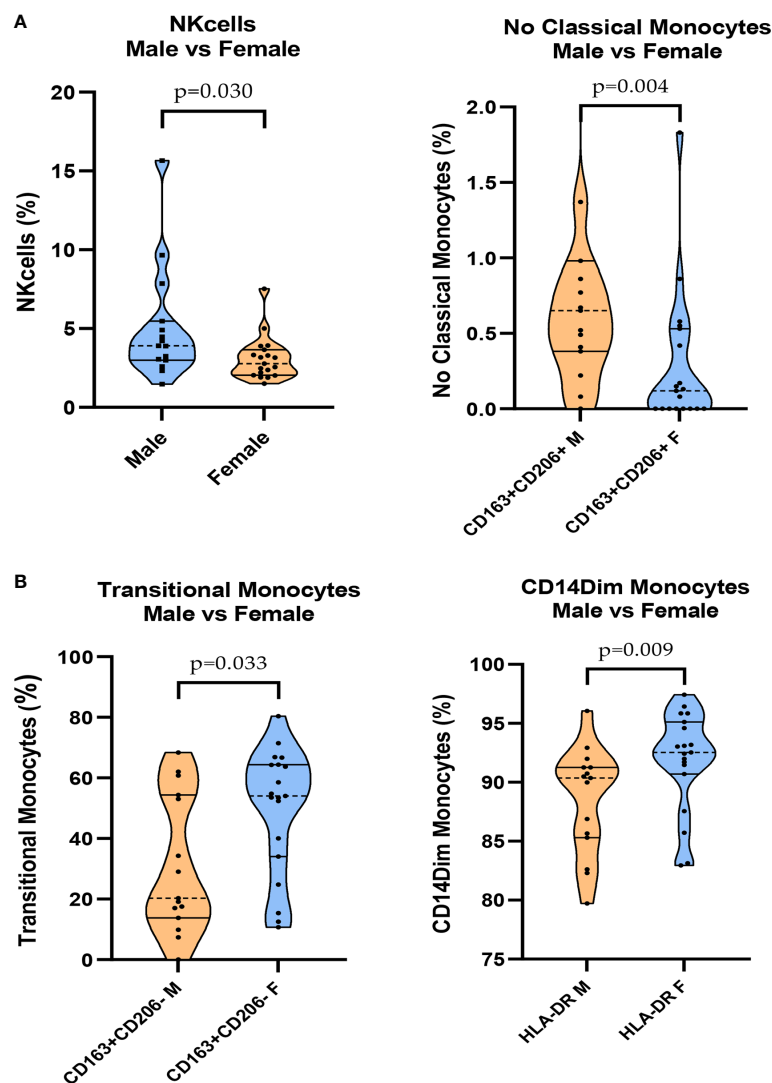 A
NKcells
Male vs Female
p=0.030
20
15
10
5
0
NKcells (%)
Male
Female
No Classical Monocytes
Male vs Female
p=0.004
2.0
1.5
1.0
0.5
0.0
No Classical Monocytes (%)
CD163+CD206+ M
CD163+CD206+ F
B
Transitional Monocytes
Male vs Female
p=0.033
100
80
60
40
20
0
Transitional Monocytes (%)
CD163+CD206- M
CD163+CD206- F
CD14Dim Monocytes
Male vs Female
p=0.009
100
95
90
85
80
75
CD14Dim Monocytes (%)
HLA-DR M
HLA-DR F